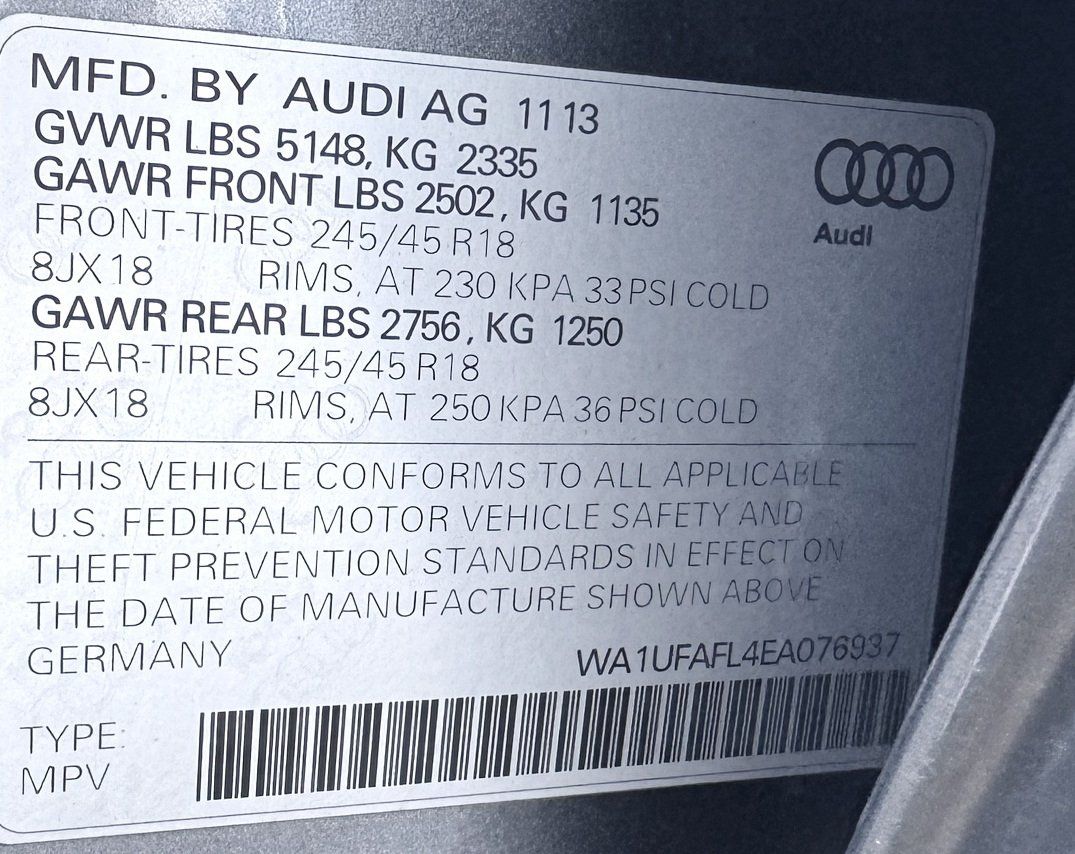 MFD. BY AUDI AG 11 13
GVWR LBS 5148, KG 2335
GAWR FRONT LBS 2502, KG 1135
FRONT-TIRES 245/45 R18
8JX18 RIMS, AT 230 KPA 33 PSI COLD
GAWR REAR LBS 2756, KG 1250
REAR-TIRES 245/45 R18
8JX18 RIMS, AT 250 KPA 36 PSI COLD
Audi
THIS VEHICLE CONFORMS TO ALL APPLICABLE
U.S. FEDERAL MOTOR VEHICLE SAFETY AND
THEFT PREVENTION STANDARDS IN EFFECT ON
THE DATE OF MANUFACTURE SHOWN ABOVE
GERMANY WA1UFAFL4EA076937
TYPE:
MPV